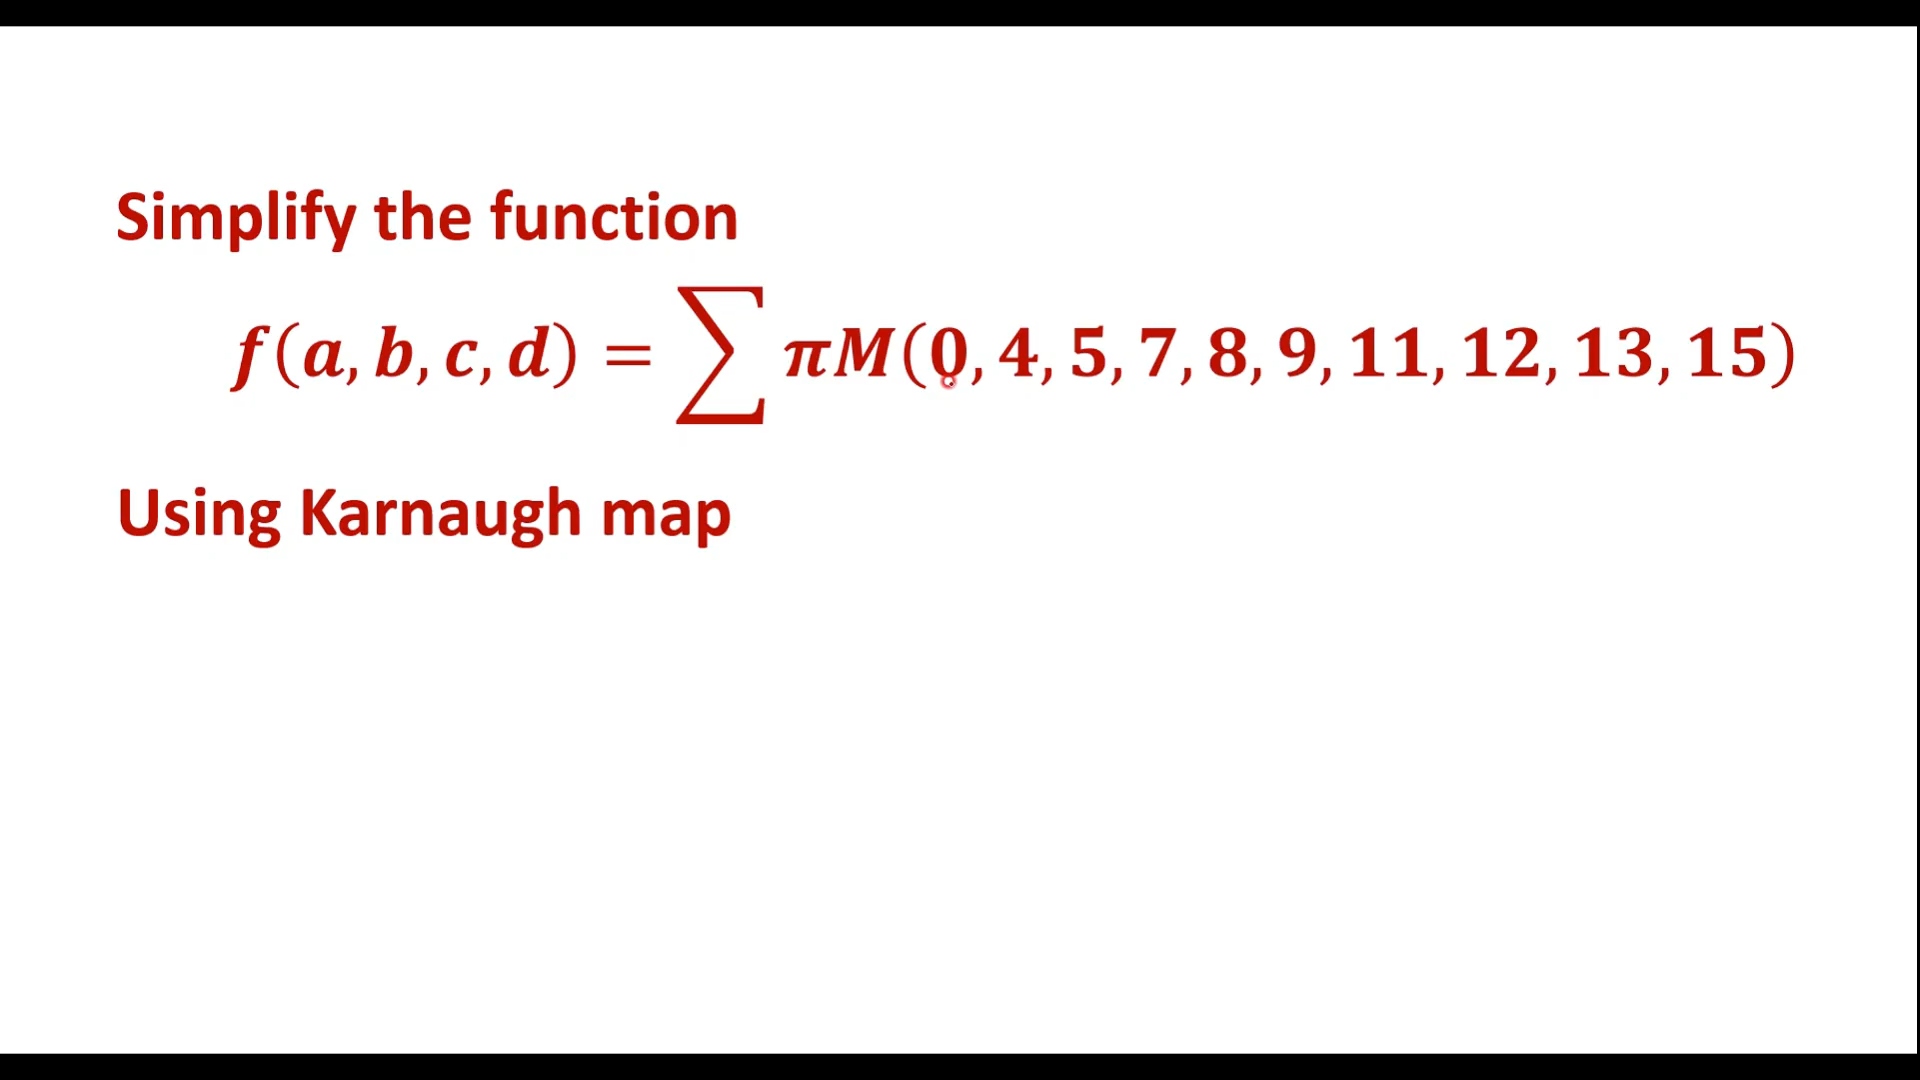 Simplify the function
f(a, b, c, d) = ∑ πM(0, 4, 5, 7, 8, 9, 11, 12, 13, 15)
Using Karnaugh map